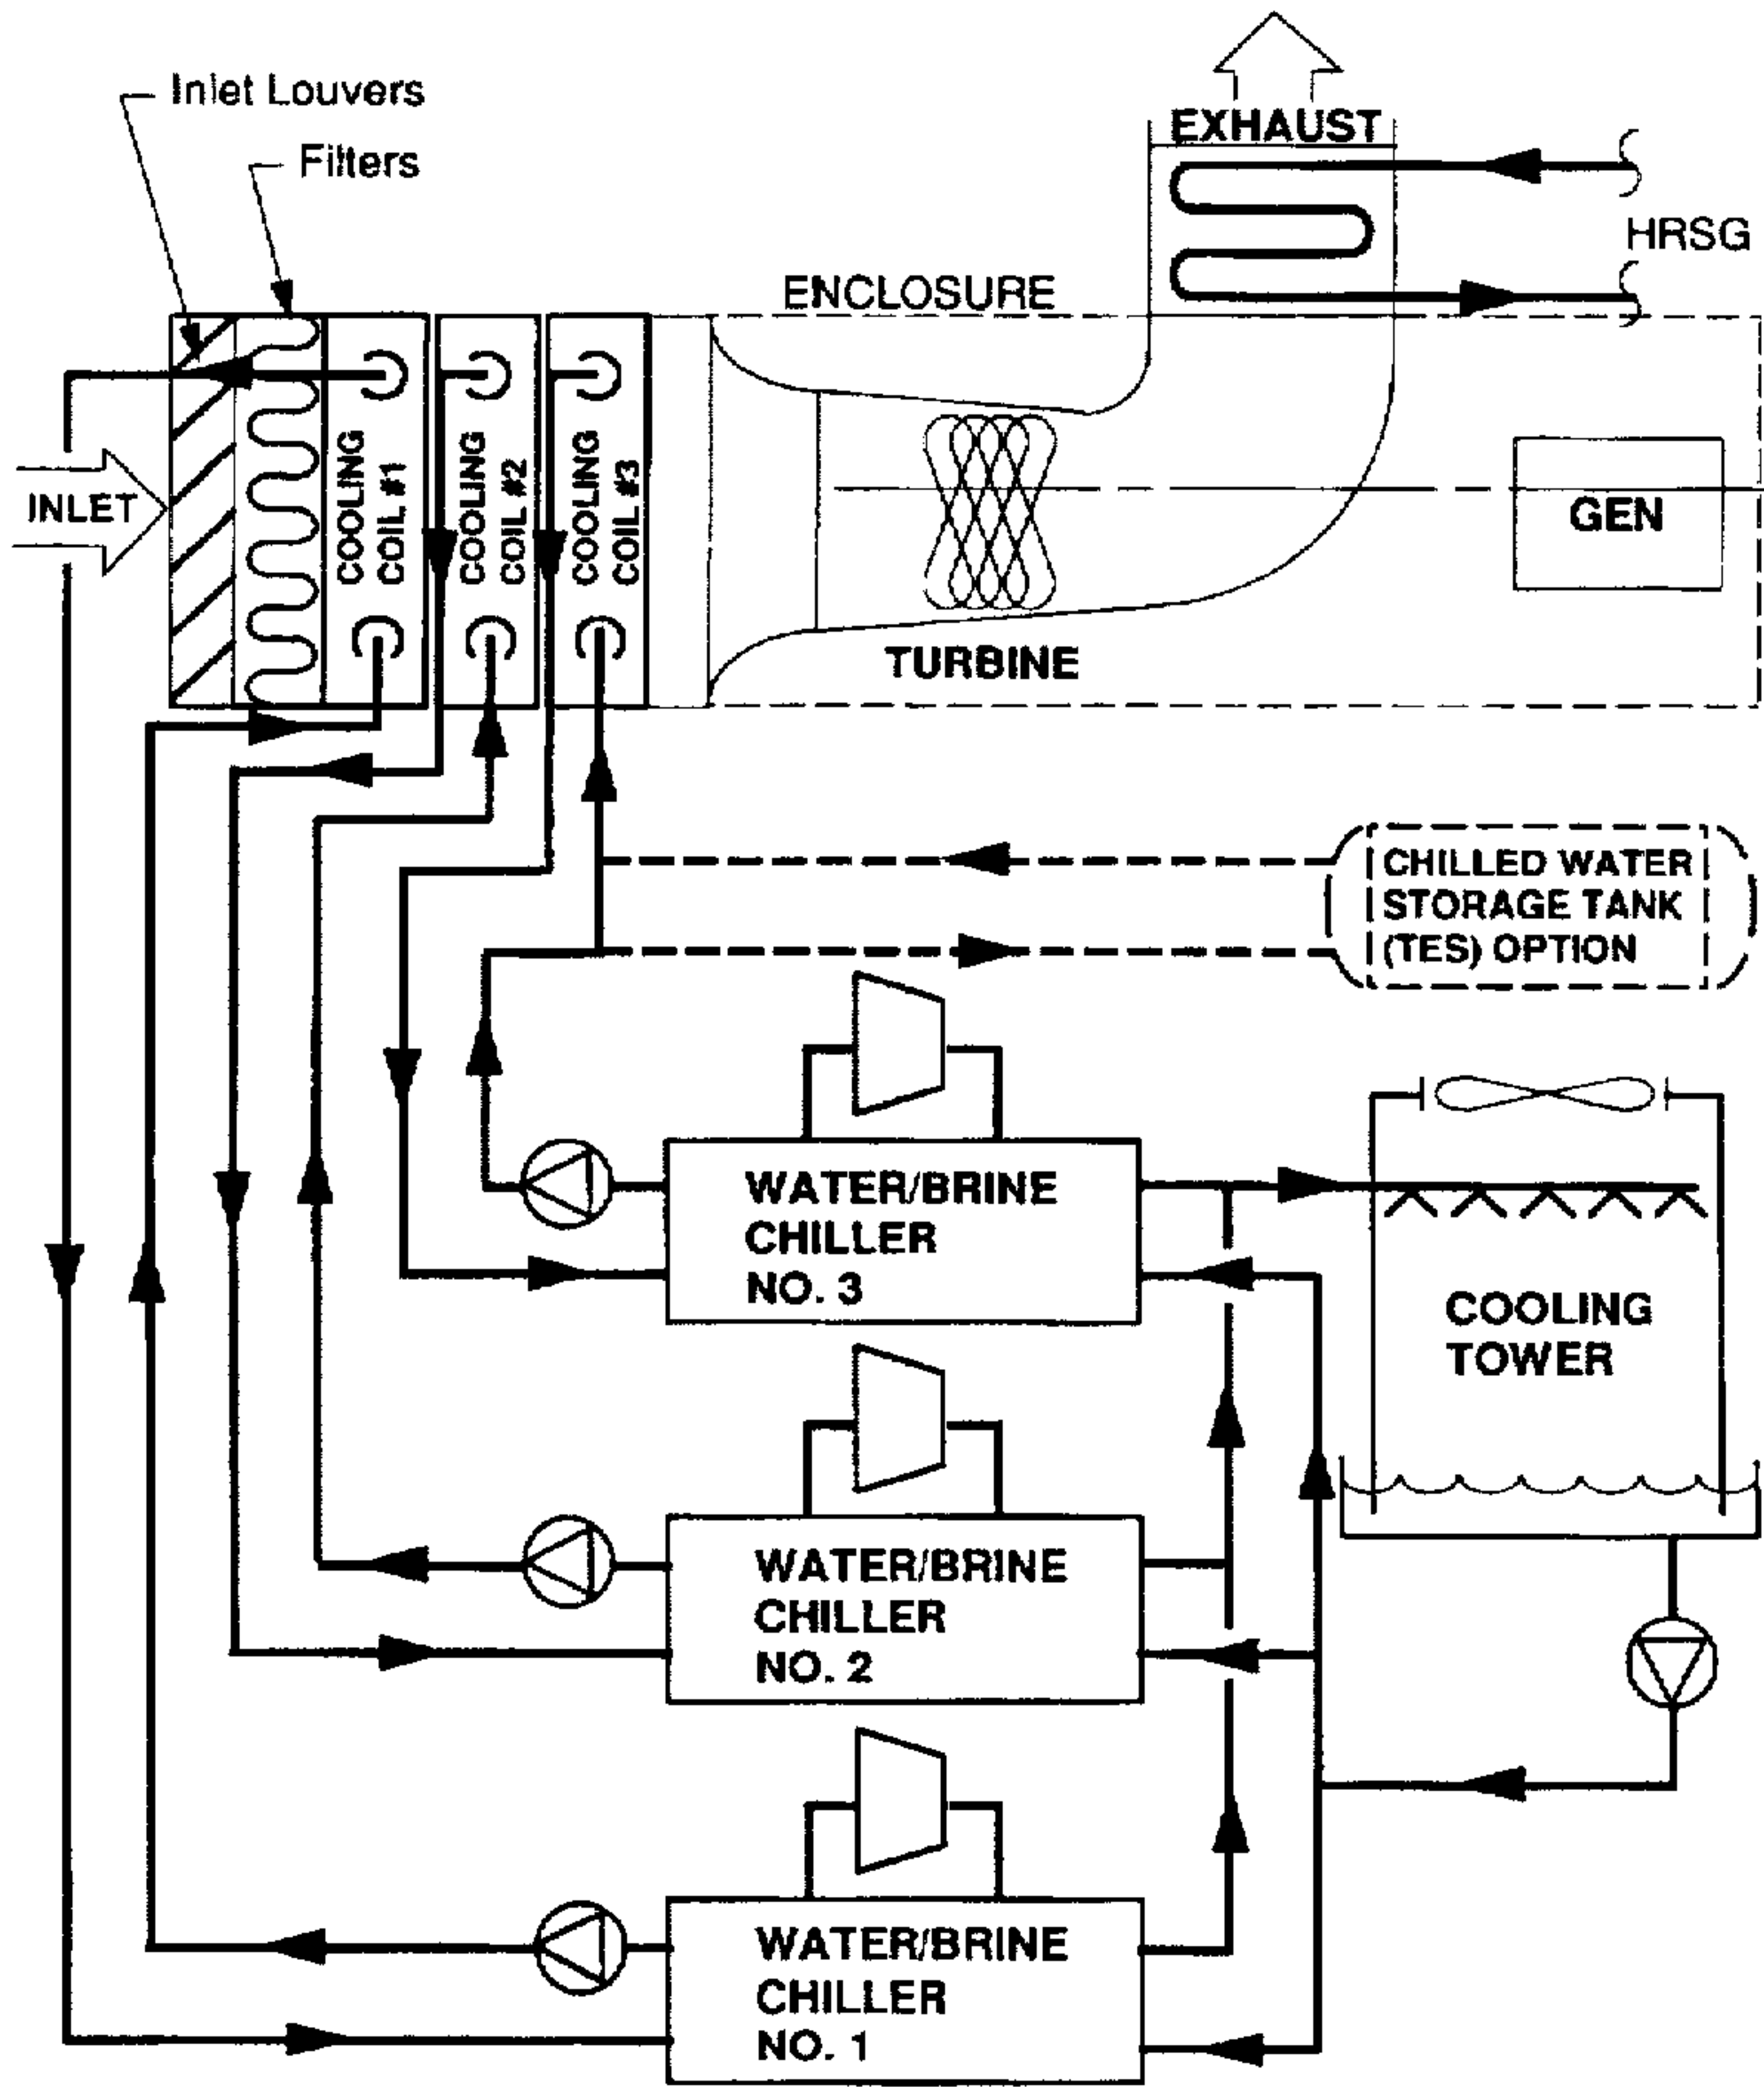 Inlet Louvers
Filters
EXHAUST
HRSG
ENCLOSURE
INLET
COOLING
COIL #1
COOLING
COIL #2
COOLING
COIL #3
GEN
TURBINE
CHILLED WATER
STORAGE TANK
(TES) OPTION
WATER/BRINE
CHILLER
NO. 3
COOLING
TOWER
WATER/BRINE
CHILLER
NO. 2
WATER/BRINE
CHILLER
NO. 1